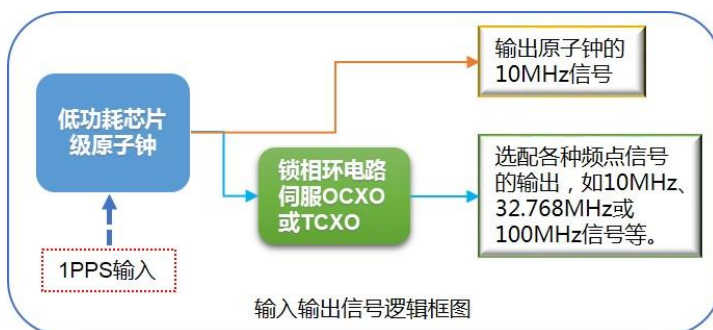 低功耗芯片
级原子钟
1PPS输入
锁相环电路
伺服OCXO
或TCXO
输出原子钟的
10MHz信号
选配各种频点信号
的输出，如10MHz、
32.768MHz或
100MHz信号等。
输入输出信号逻辑框图